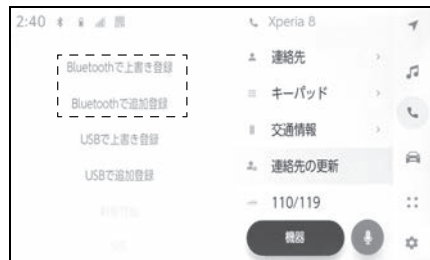 2:40
Bluetoothで上書き登録
Bluetoothで追加登録
USBで上書き登録
USBで追加登録
Xperia 8
連絡先
キーパッド
交通情報
連絡先の更新
110/119
機器